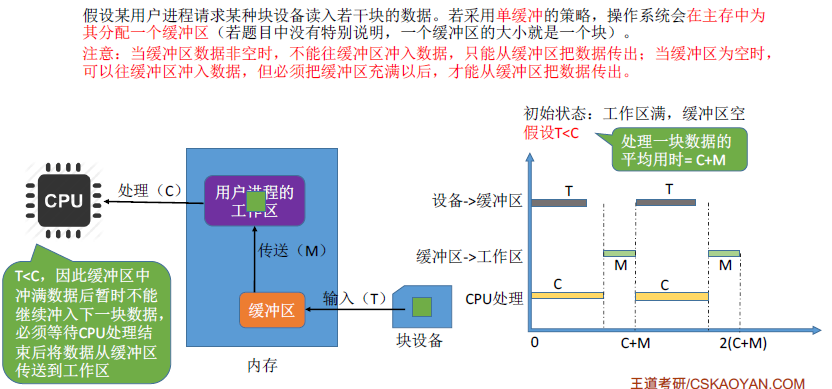 假设某用户进程请求某种块设备读入若干块的数据。若采用单缓冲的策略，操作系统会在主存中为
其分配一个缓冲区（若题目中没有特别说明，一个缓冲区的大小就是一个块）。
注意：当缓冲区数据非空时，不能往缓冲区冲入数据，只能从缓冲区把数据传出；当缓冲区为空时，
可以往缓冲区冲入数据，但必须把缓冲区充满以后，才能从缓冲区把数据传出。
初始状态：工作区满，缓冲区空
假设T<C
处理一块数据的
平均用时= C+M
CPU
处理（C）
用户进程的
工作区
传送（M）
缓冲区
输入（T）
块设备
内存
T<C，因此缓冲区中
冲满数据后暂时不能
继续冲入下一块数据，
必须等待CPU处理结
束后将数据从缓冲区
传送到工作区
设备->缓冲区
T
T
缓冲区->工作区
M
M
CPU处理
C
C
0
C+M
2(C+M)
王道考研/CSKAOYAN.COM